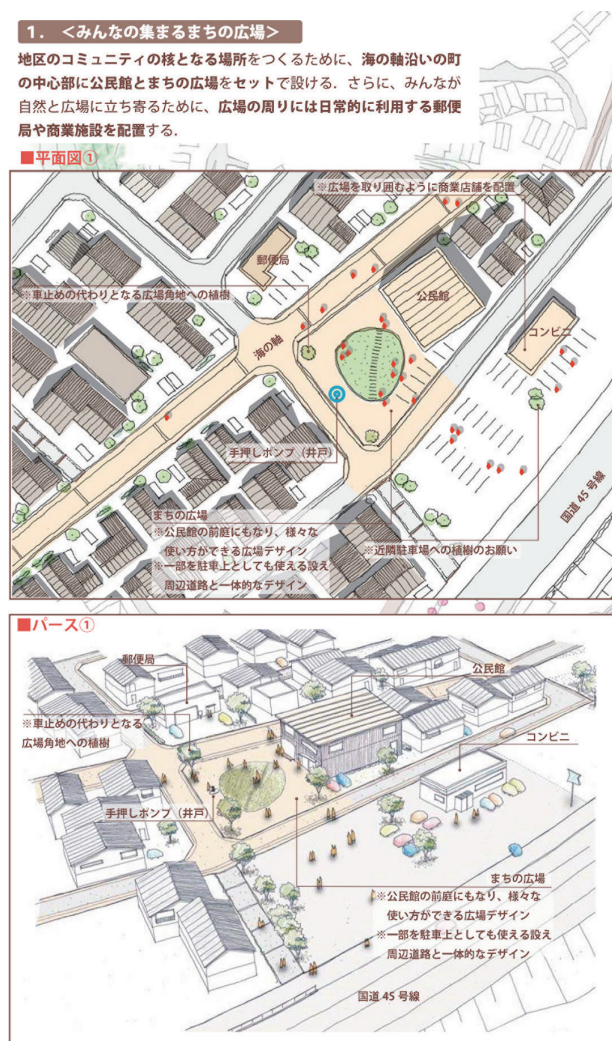 1. <みんなの集まるまちの広場>
地区のコミュニティの核となる場所をつくるために、海の軸沿いの町
の中心部に公民館とまちの広場をセットで設ける．さらに、みんなが
自然と広場に立ち寄るために、広場の周りには日常的に利用する郵便
局や商業施設を配置する．
■平面図①
※広場を取り囲むように商業店舗を配置
郵便局
※車止めの代わりとなる広場角地への植樹
公民館
コンビニ
海の軸
手押しポンプ（井戸）
国道45号線
まちの広場
※公民館の前庭にもなり、様々な
使い方ができる広場デザイン
※一部を駐車上としても使える設え
周辺道路と一体的なデザイン
※近隣駐車場への植樹のお願い
■パース①
郵便局
公民館
※車止めの代わりとなる
広場角地への植樹
コンビニ
手押しポンプ（井戸）
まちの広場
※公民館の前庭にもなり、様々な
使い方ができる広場デザイン
※一部を駐車上としても使える設え
周辺道路と一体的なデザイン
国道45号線